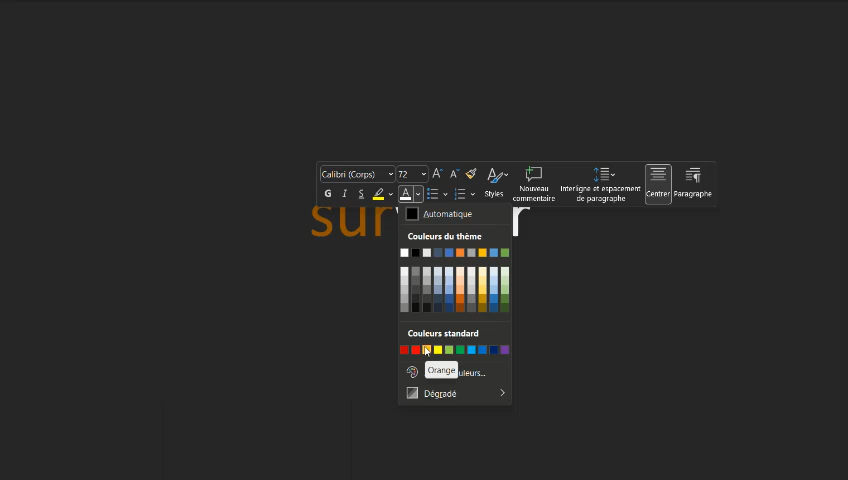 Calibri (Corps) 72 A A
G I S A Styles
Nouveau commentaire
Interligne et espacement de paragraphe
Centrer
Paragraphe
sur
Automatique
Couleurs du thème
Couleurs standard
Orange
uleurs...
Dégradé